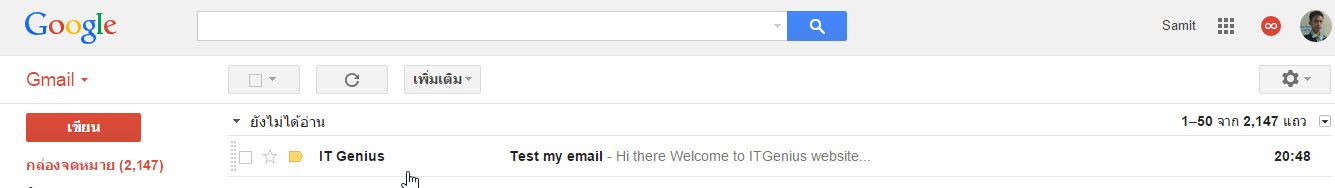 Google
Samit
Gmail
เพิ่มเติม
เขียน
ยังไม่ได้อ่าน
1–50 จาก 2,147 แถว
กล่องจดหมาย (2,147)
IT Genius
Test my email - Hi there Welcome to ITGenius website...
20:48